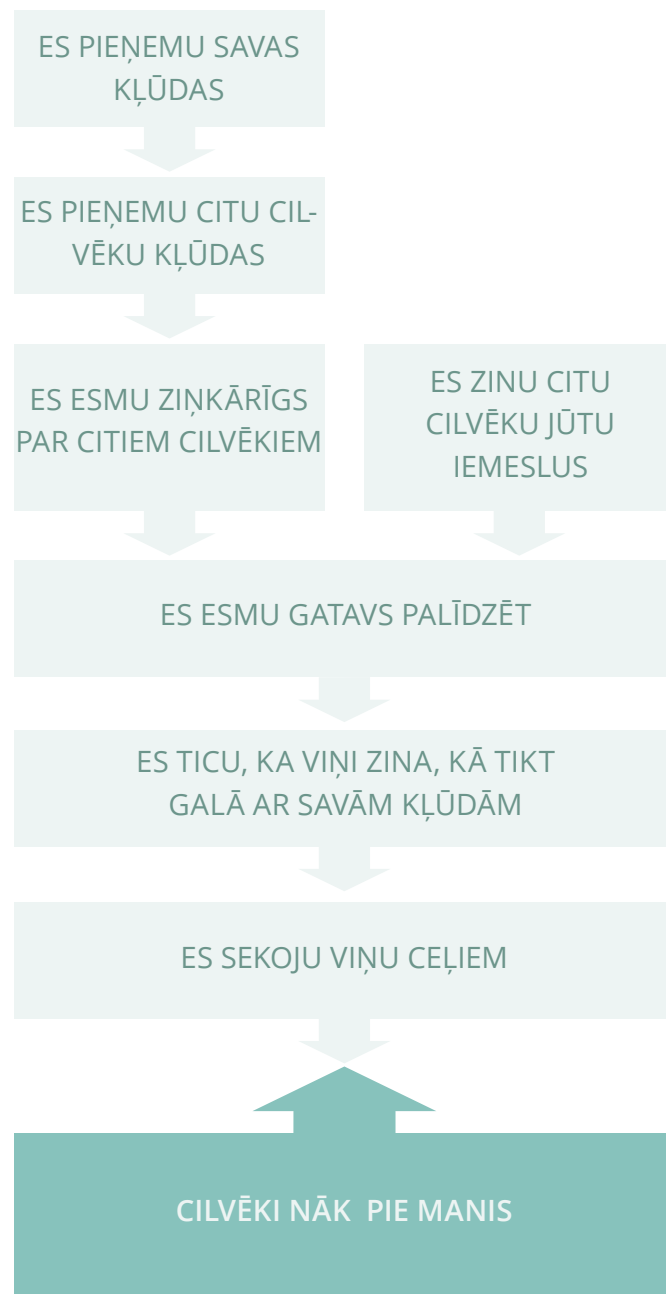 ES PIEŅEMU SAVAS
KĻŪDAS
ES PIEŅEMU CITU CIL-
VĒKU KĻŪDAS
ES ESMU ZIŅKĀRĪGS
PAR CITIEM CILVĒKIEM
ES ZINU CITU
CILVĒKU JŪTU
IEMESLUS
ES ESMU GATAVS PALĪDZĒT
ES TICU, KA VIŅI ZINA, KĀ TIKT
GALĀ AR SAVĀM KĻŪDĀM
ES SEKOJU VIŅU CEĻIEM
CILVĒKI NĀK PIE MANIS